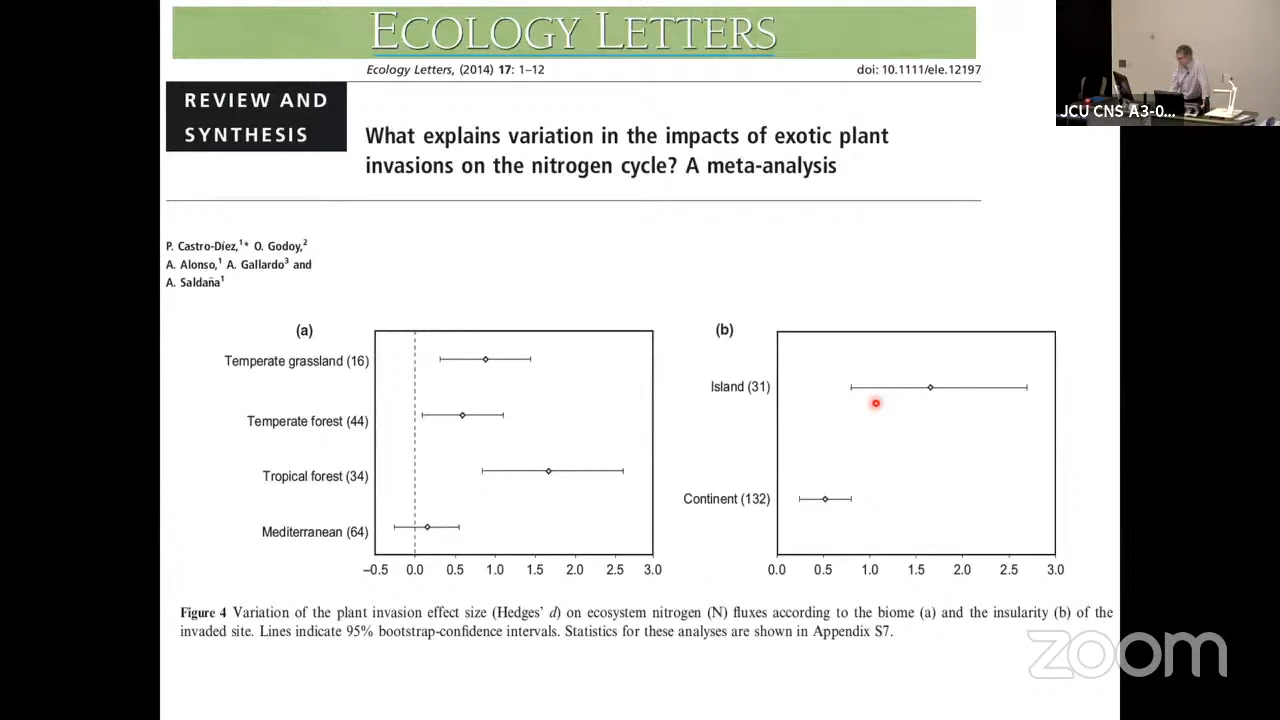 ECOLOGY LETTERS
Ecology Letters, (2014) 17: 1–12
doi: 10.1111/ele.12197
REVIEW AND
SYNTHESIS
What explains variation in the impacts of exotic plant
invasions on the nitrogen cycle? A meta-analysis
P. Castro-Díez,1* O. Godoy,2
A. Alonso,1 A. Gallardo3 and
A. Saldaña1
(a)
Temperate grassland (16)
Temperate forest (44)
Tropical forest (34)
Mediterranean (64)
–0.5 0.0 0.5 1.0 1.5 2.0 2.5 3.0
(b)
Island (31)
Continent (132)
0.0 0.5 1.0 1.5 2.0 2.5 3.0
Figure 4 Variation of the plant invasion effect size (Hedges' d) on ecosystem nitrogen (N) fluxes according to the biome (a) and the insularity (b) of the
invaded site. Lines indicate 95% bootstrap-confidence intervals. Statistics for these analyses are shown in Appendix S7.
JCU CNS A3-0...
zoom